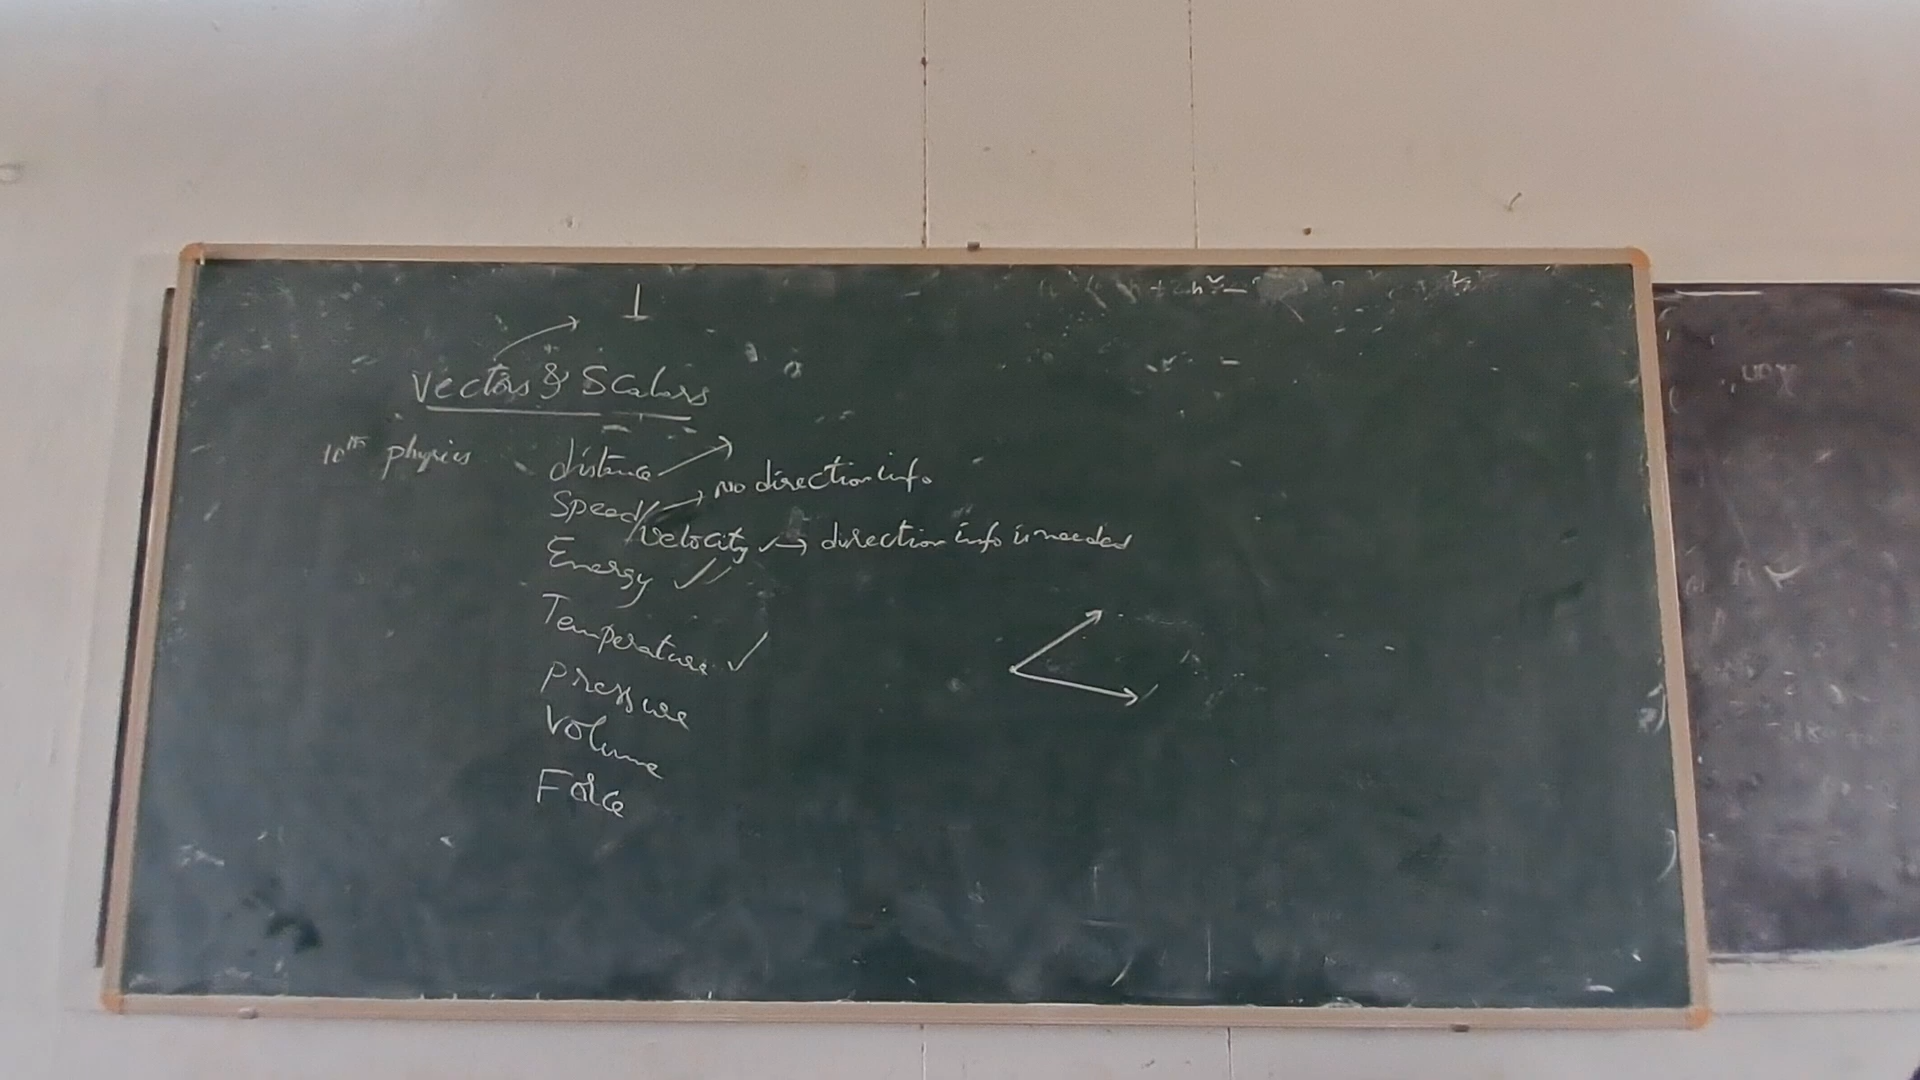 1
Vectors & Scalars
10th physics
distance
Speed/ → No direction info
Velocity ✓→ direction info is needed
Energy ✓✓
Temperature ✓
pressure
Volume
Force